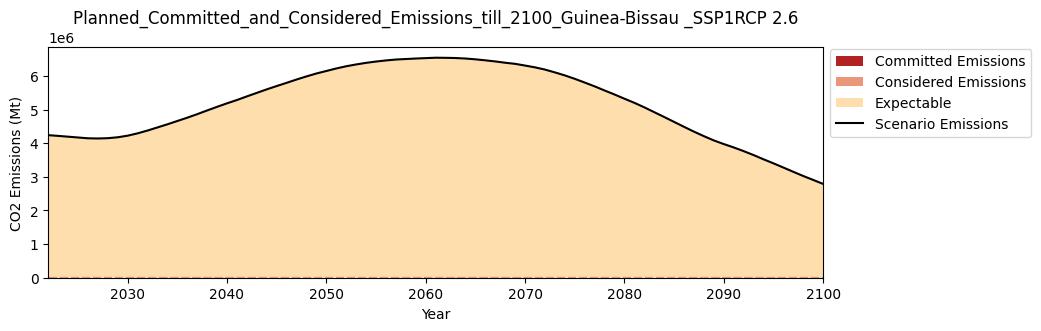 Planned_Committed_and_Considered_Emissions_till_2100_Guinea-Bissau _SSP1RCP 2.6
1e6
6
5
4
3
2
1
0
CO2 Emissions (Mt)
2030 2040 2050 2060 2070 2080 2090 2100
Year
Committed Emissions
Considered Emissions
Expectable
Scenario Emissions